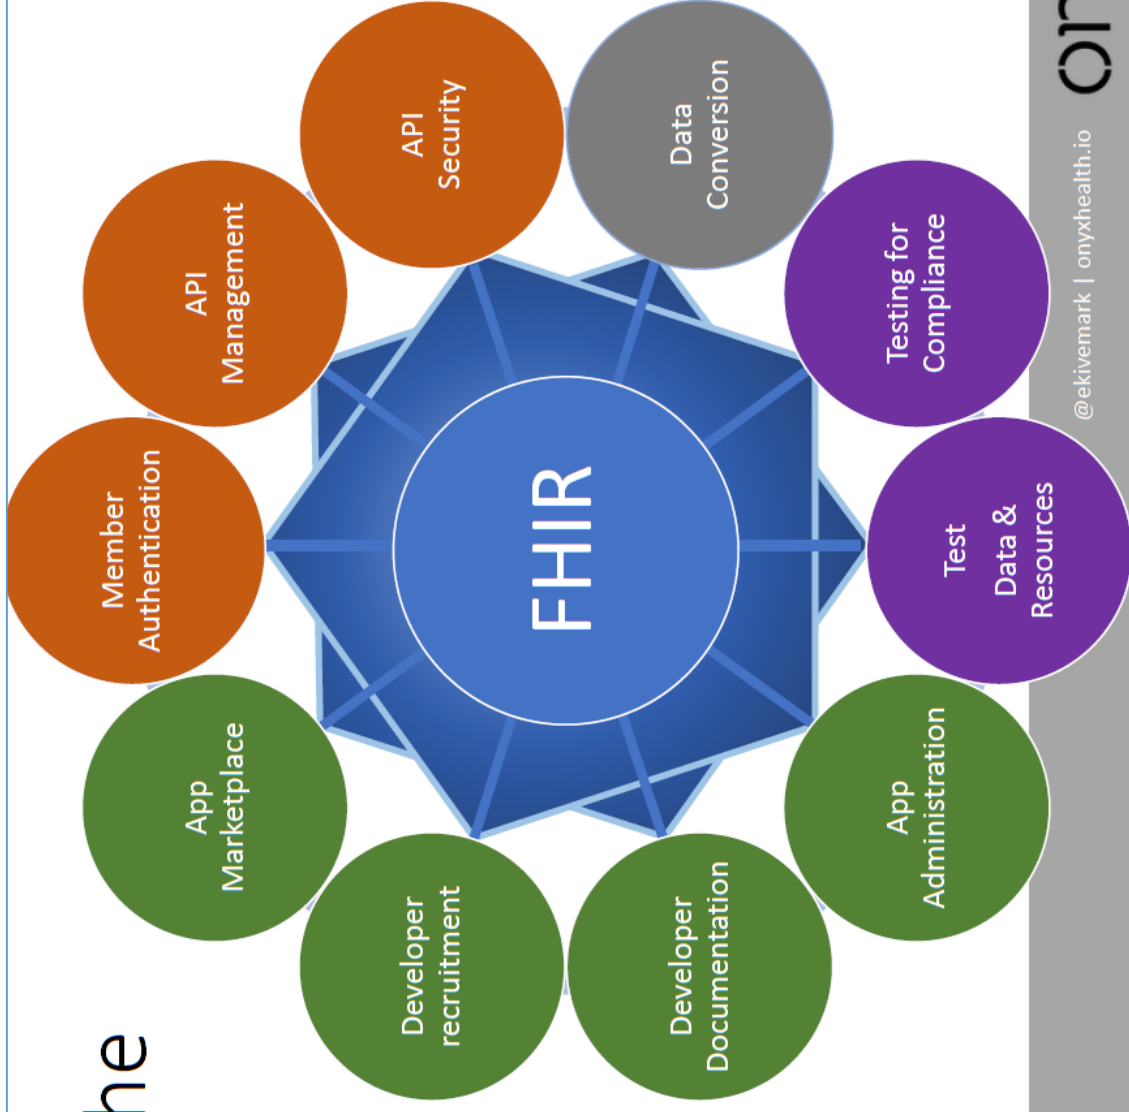 he
Member
Authentication
App
Marketplace
API
Management
Developer
recruitment
API
Security
FHIR
Developer
Documentation
Data
Conversion
App
Administration
Testing for
Compliance
Test
Data &
Resources
@ekivemark | onyxhealth.io